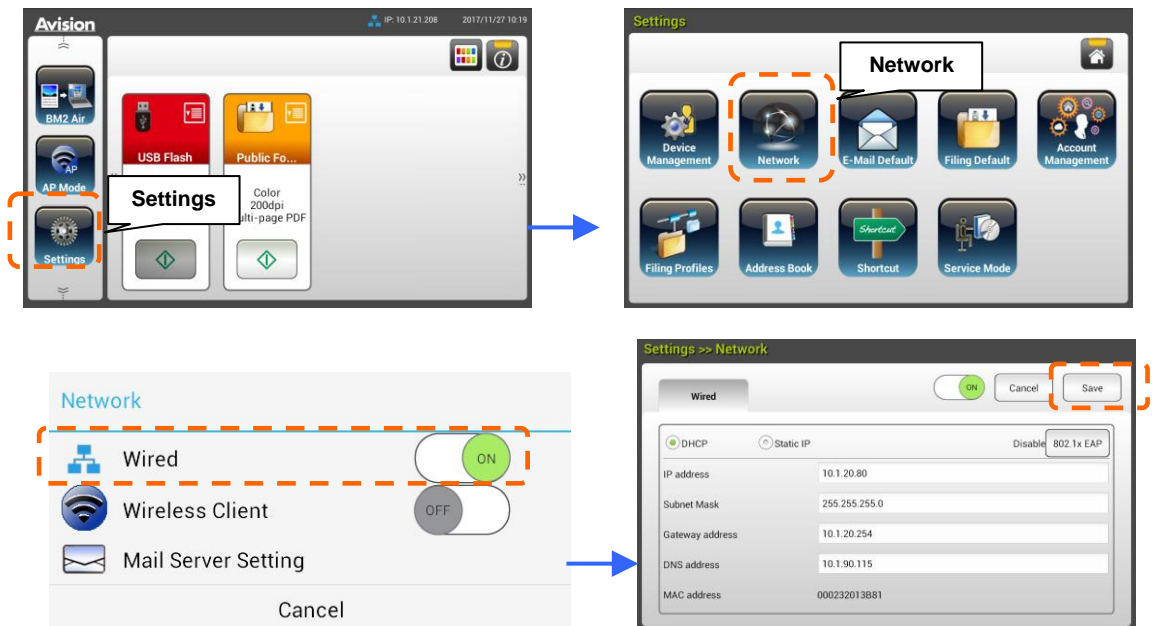 Avision
IP: 10.1.21.208 2017/11/27 10:19
BM2 Air
AP
AP Mode
Settings
USB Flash
Public Fo...
Color
200dpi
ulti-page PDF
Settings
Settings
Network
Device
Management
Network
E-Mail Default
Filing Default
Account
Management
Filing Profiles
Address Book
Shortcut
Shortcut
Service Mode
Network
Wired ON
Wireless Client OFF
Mail Server Setting
Cancel
Settings >> Network
Wired ON Cancel Save
DHCP Static IP Disable 802.1x EAP
IP address 10.1.20.80
Subnet Mask 255.255.255.0
Gateway address 10.1.20.254
DNS address 10.1.90.115
MAC address 000232013B81